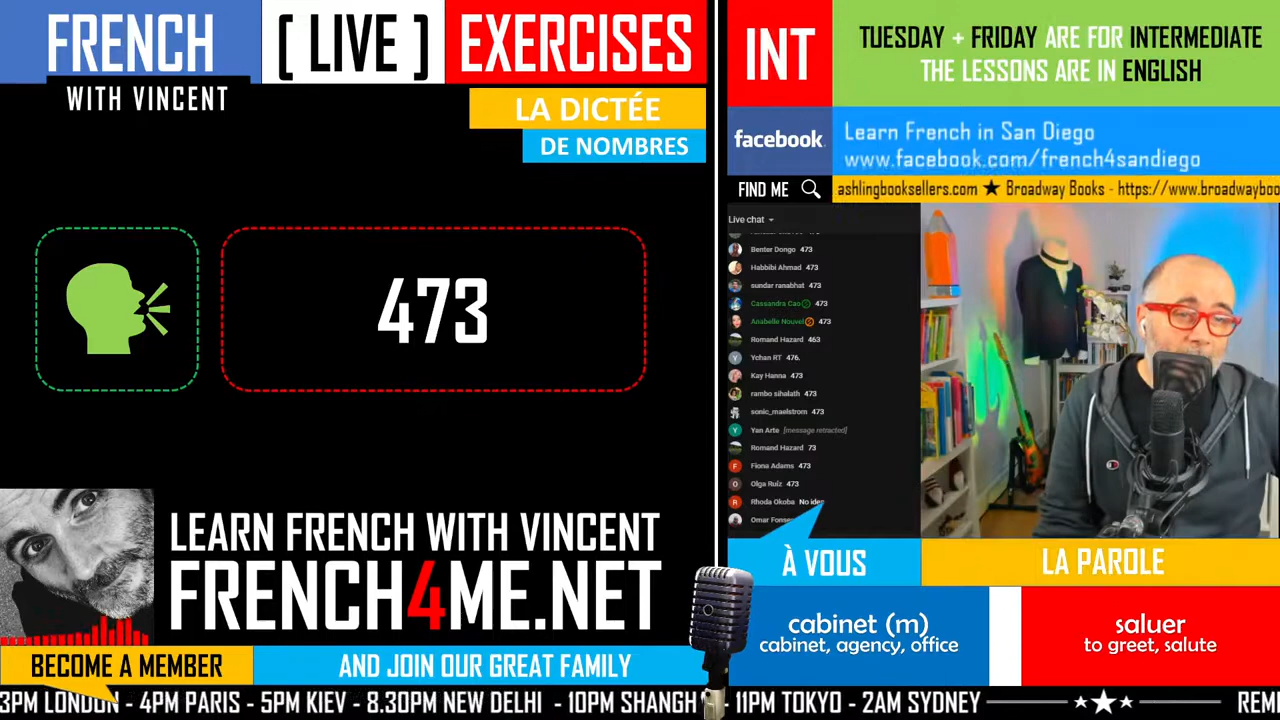 FRENCH
WITH VINCENT
[ LIVE ]
EXERCISES
LA DICTÉE
DE NOMBRES
473
LEARN FRENCH WITH VINCENT
FRENCH4ME.NET
BECOME A MEMBER
AND JOIN OUR GREAT FAMILY
INT
TUESDAY + FRIDAY ARE FOR INTERMEDIATE
THE LESSONS ARE IN ENGLISH
facebook.
Learn French in San Diego
www.facebook.com/french4sandiego
FIND ME
ashlingbooksellers.com ★ Broadway Books - https://www.broadwayboo
Live chat
Benter Dongo 473
Habbibi Ahmad 473
sundar ranabhat 473
Cassandra Cao 473
Anabelle Nouvel 473
Romand Hazard 463
Ychan RT 476.
Kay Hanna 473
rambo sihalath 473
sonic_maelstrom 473
Yan Arte [message retracted]
Romand Hazard 73
Fiona Adams 473
Olga Ruiz 473
Rhoda Okoba No idea
Omar
À VOUS
LA PAROLE
cabinet (m)
cabinet, agency, office
saluer
to greet, salute
3PM LONDON - 4PM PARIS - 5PM KIEV - 8.30PM NEW DELHI - 10PM SHANGH - 11PM TOKYO - 2AM SYDNEY ★ REM